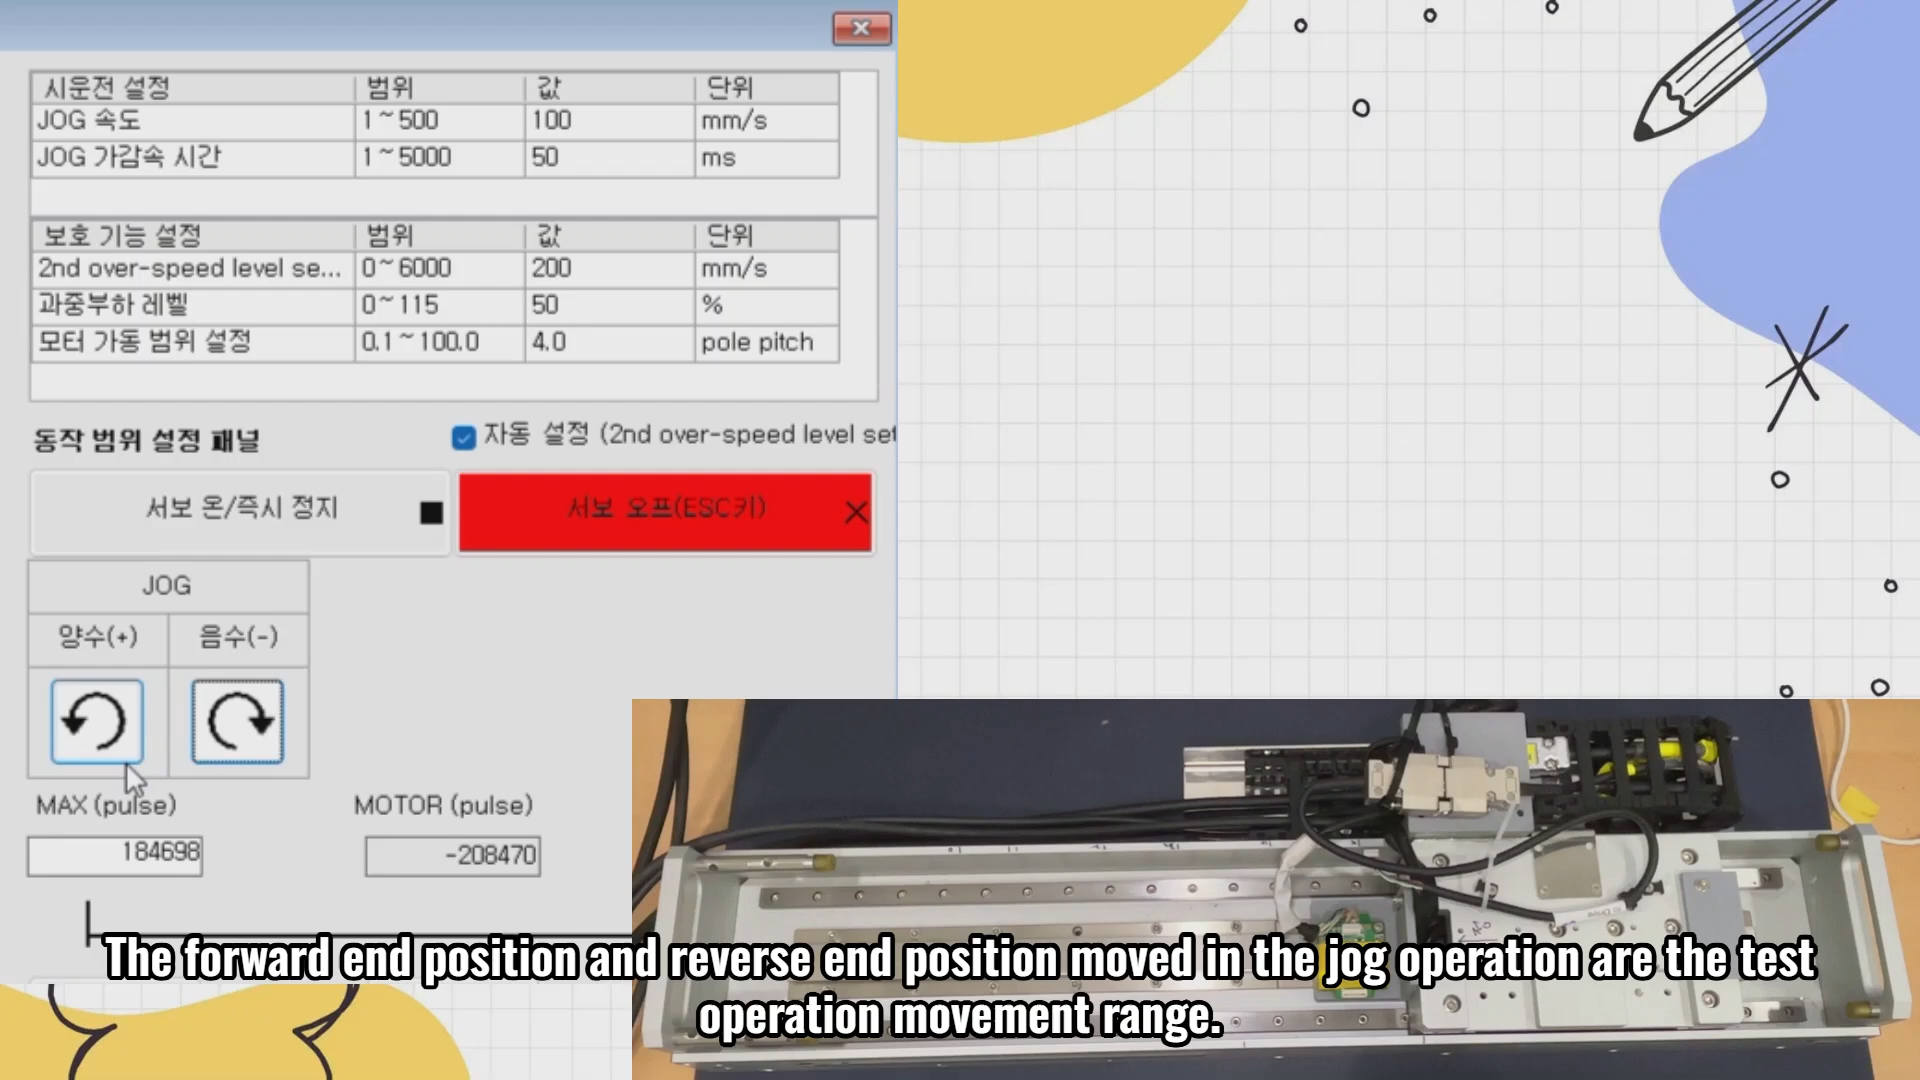 시운전 설정 범위 값 단위
JOG 속도 1 ~ 500 100 mm/s
JOG 가감속 시간 1 ~ 5000 50 ms
보호 기능 설정 범위 값 단위
2nd over-speed level se... 0 ~ 6000 200 mm/s
과중부하 레벨 0 ~ 115 50 %
모터 가동 범위 설정 0.1 ~ 100.0 4.0 pole pitch
동작 범위 설정 패널
자동 설정 (2nd over-speed level set
서보 온/즉시 정지
서보 오프(ESC키)
JOG
양수(+) 음수(-)
MAX (pulse) MOTOR (pulse)
184698 -208470
The forward end position and reverse end position moved in the jog operation are the test
operation movement range.